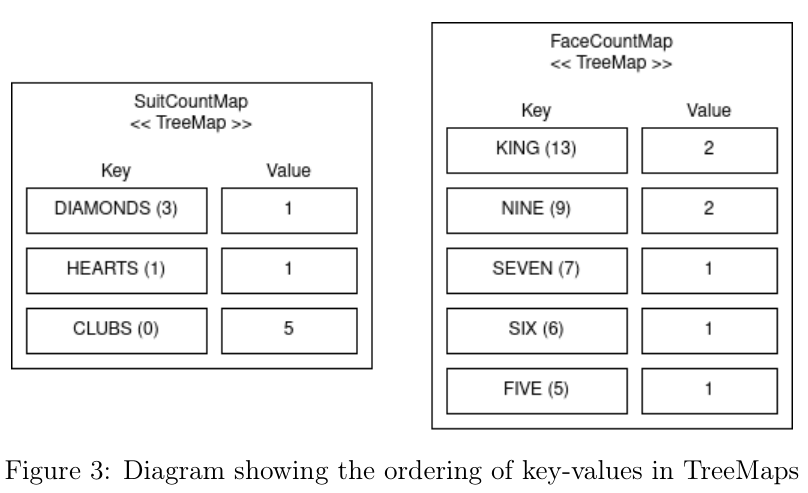 SuitCountMap
<< TreeMap >>
Key Value
DIAMONDS (3) 1
HEARTS (1) 1
CLUBS (0) 5
FaceCountMap
<< TreeMap >>
Key Value
KING (13) 2
NINE (9) 2
SEVEN (7) 1
SIX (6) 1
FIVE (5) 1
Figure 3: Diagram showing the ordering of key-values in TreeMaps